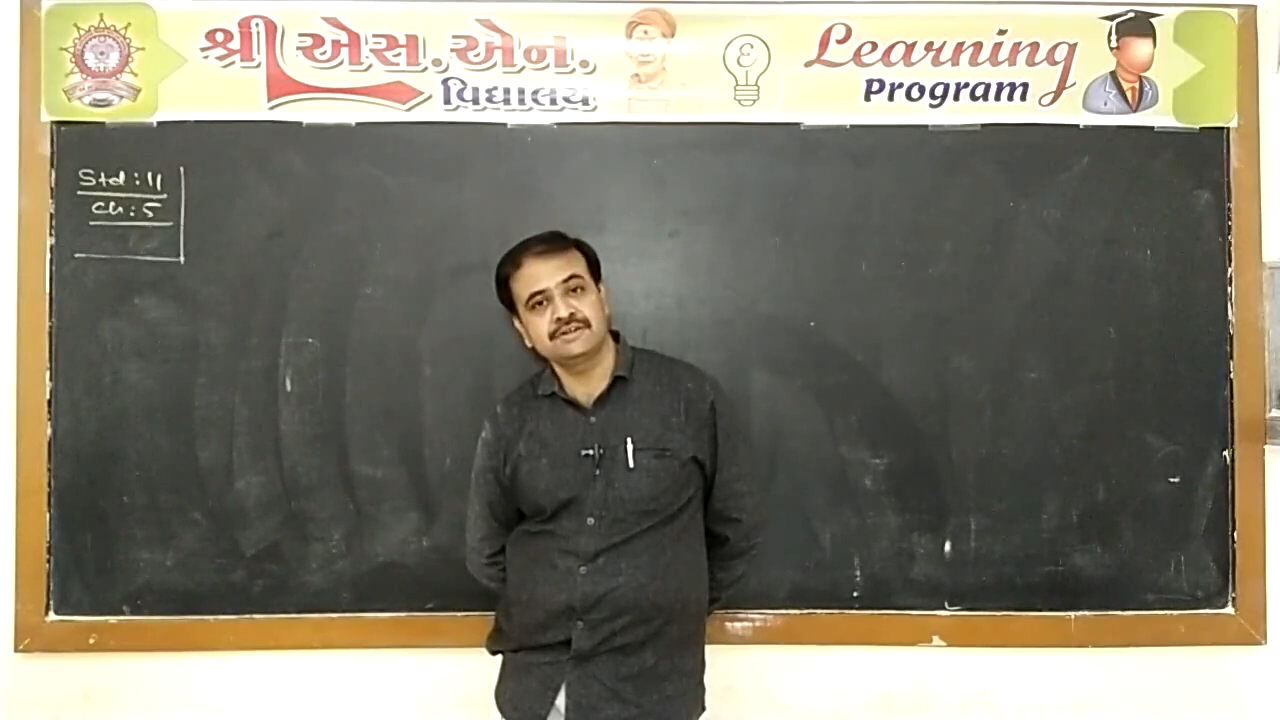 શ્રી એસ.એન.
વિદ્યાલય
Learning
Program
Std : 11
Ch : 5